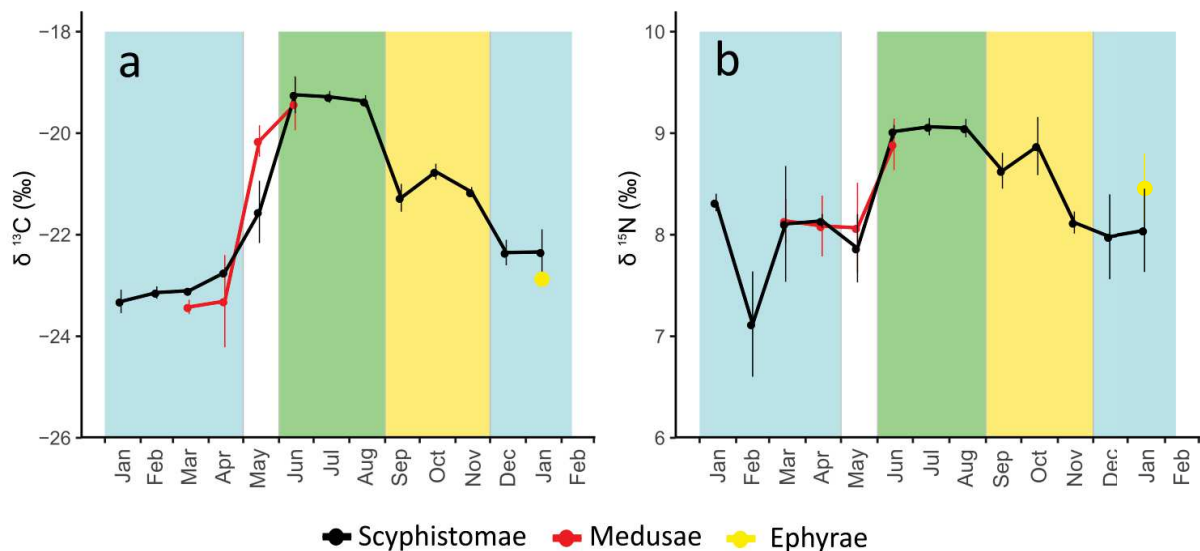 a
b
−18
−20
−22
−24
−26
δ ¹³C (‰)
Jan
Feb
Mar
Apr
May
Jun
Jul
Aug
Sep
Oct
Nov
Dec
Jan
Feb
10
9
8
7
6
δ ¹⁵N (‰)
Jan
Feb
Mar
Apr
May
Jun
Jul
Aug
Sep
Oct
Nov
Dec
Jan
Feb
Scyphistomae Medusae Ephyrae